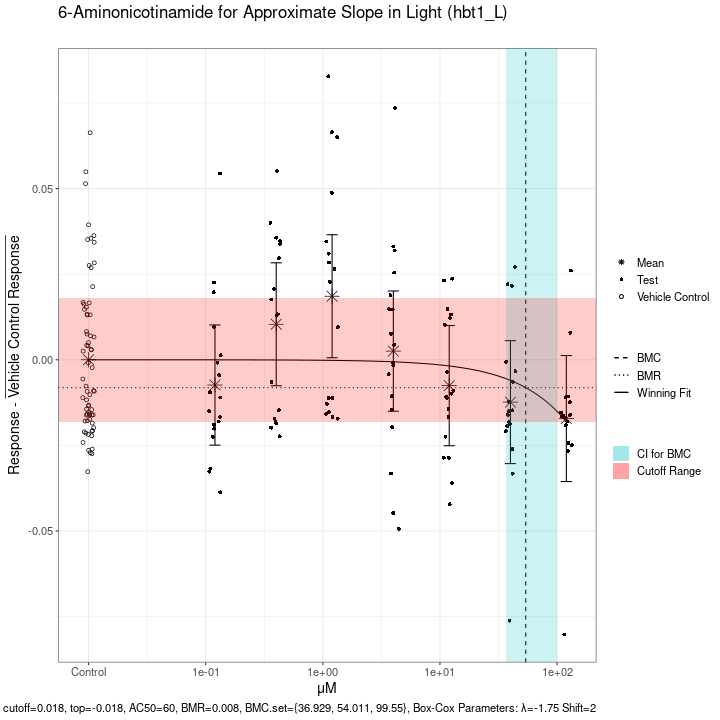 6-Aminonicotinamide for Approximate Slope in Light (hbt1_L)
Response - Vehicle Control Response
0.05
0.00
-0.05
Control
1e-01
1e+00
1e+01
1e+02
µM
Mean
Test
Vehicle Control
BMC
BMR
Winning Fit
CI for BMC
Cutoff Range
cutoff=0.018, top=-0.018, AC50=60, BMR=0.008, BMC.set={36.929, 54.011, 99.55}, Box-Cox Parameters: λ=-1.75 Shift=2